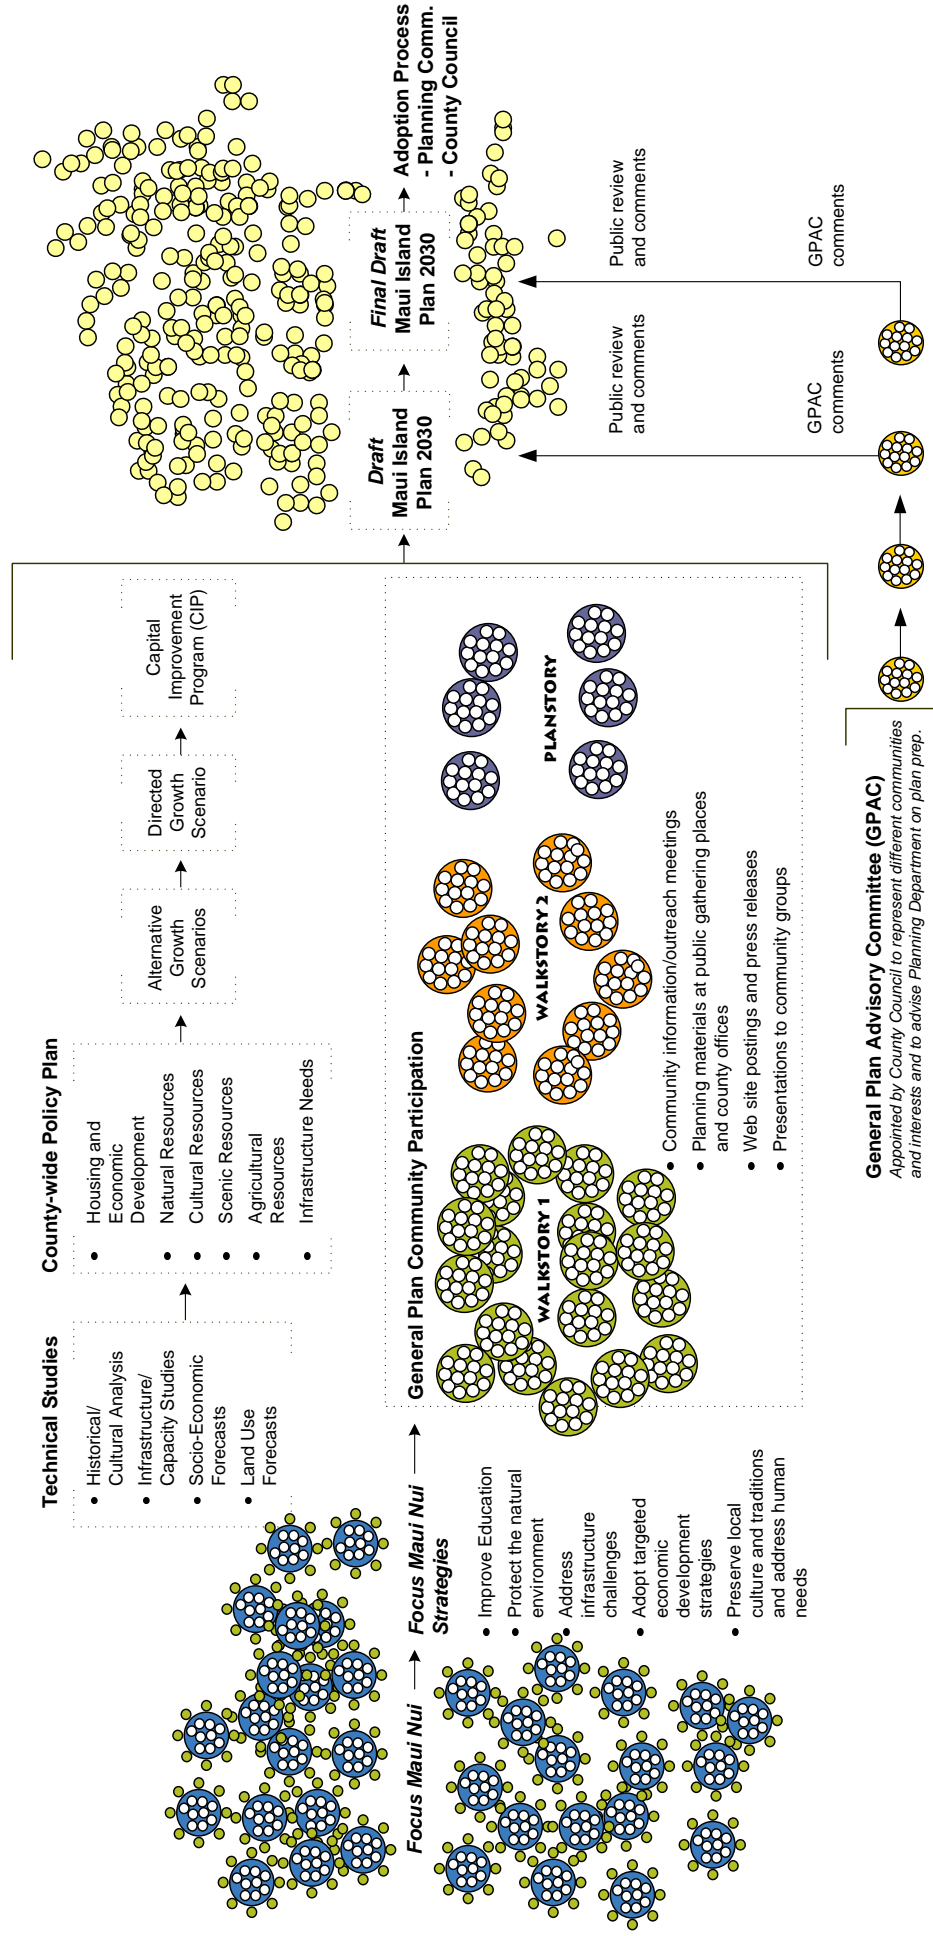 Focus Maui Nui
Focus Maui Nui
Strategies
• Improve Education
• Protect the natural
environment
• Address
infrastructure
challenges
• Adopt targeted
economic
development
strategies
• Preserve local
culture and traditions
and address human
needs
Technical Studies
• Historical/
Cultural Analysis
• Infrastructure/
Capacity Studies
• Socio-Economic
Forecasts
• Land Use
Forecasts
County-wide Policy Plan
• Housing and
Economic
Development
• Natural Resources
• Cultural Resources
• Scenic Resources
• Agricultural
Resources
• Infrastructure Needs
Alternative
Growth
Scenarios
Directed
Growth
Scenario
Capital
Improvement
Program (CIP)
General Plan Community Participation
WALKSTORY 1
WALKSTORY 2
PLANSTORY
• Community information/outreach meetings
• Planning materials at public gathering places
and county offices
• Web site postings and press releases
• Presentations to community groups
Draft
Maui Island
Plan 2030
Final Draft
Maui Island
Plan 2030
Adoption Process
- Planning Comm.
- County Council
Public review
and comments
Public review
and comments
GPAC
comments
GPAC
comments
General Plan Advisory Committee (GPAC)
Appointed by County Council to represent different communities
and interests and to advise Planning Department on plan prep.